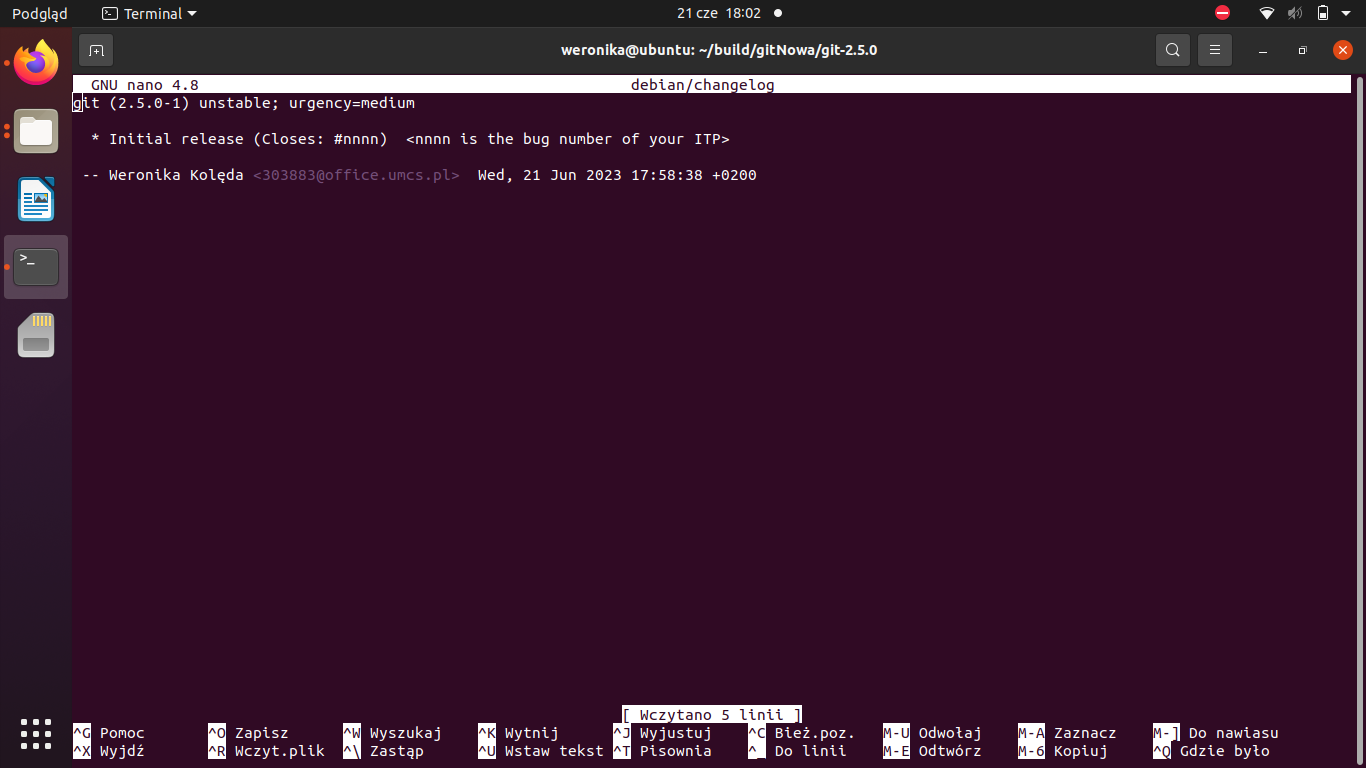 Podgląd Terminal 21 cze 18:02
weronika@ubuntu: ~/build/gitNowa/git-2.5.0
GNU nano 4.8 debian/changelog
git (2.5.0-1) unstable; urgency=medium
* Initial release (Closes: #nnnn) <nnnn is the bug number of your ITP>
-- Weronika Kolęda <303883@office.umcs.pl> Wed, 21 Jun 2023 17:58:38 +0200
>_
[ Wczytano 5 linii ]
^G Pomoc ^O Zapisz ^W Wyszukaj ^K Wytnij ^J Wyjustuj ^C Bież.poz. M-U Odwołaj M-A Zaznacz M-] Do nawiasu
^X Wyjdź ^R Wczyt.plik ^\ Zastąp ^U Wstaw tekst ^T Pisownia ^_ Do linii M-E Odtwórz M-6 Kopiuj ^Q Gdzie było